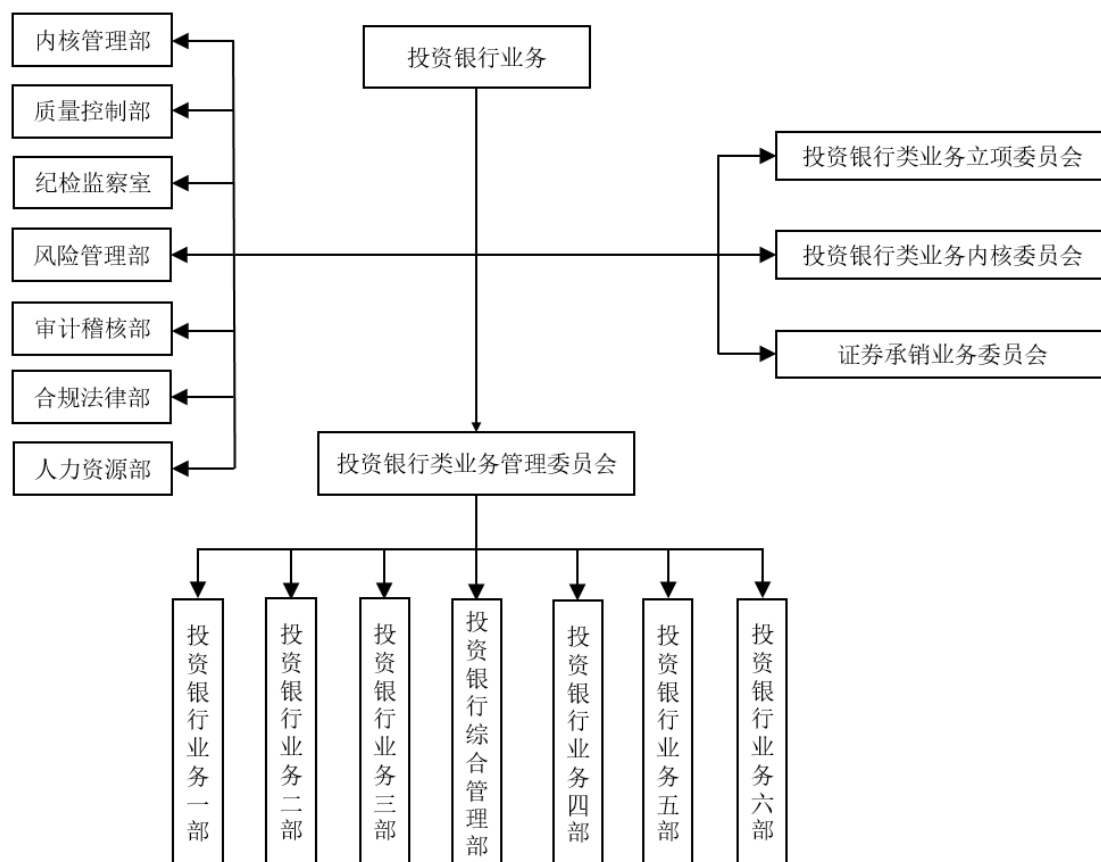 内核管理部
投资银行业务
质量控制部
投资银行类业务立项委员会
纪检监察室
风险管理部
投资银行类业务内核委员会
审计稽核部
证券承销业务委员会
合规法律部
人力资源部
投资银行类业务管理委员会
投资银行业务一部
投资银行业务二部
投资银行业务三部
投资银行综合管理部
投资银行业务四部
投资银行业务五部
投资银行业务六部